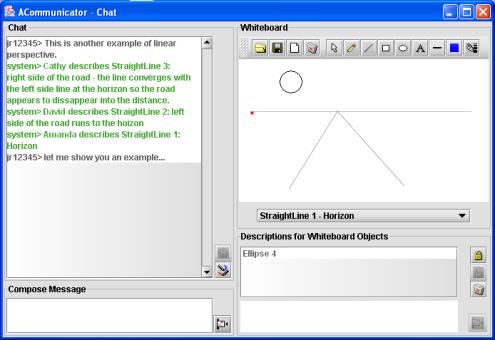 ACommunicator - Chat
Chat
jr12345> This is another example of linear
perspective.
system> Cathy describes StraightLine 3:
right side of the road - the line converges with
the left side line at the horizon so the road
appears to dissappear into the distance.
system> David describes StraightLine 2: left
side of the road runs to the hoizon
system> Amanda describes StraightLine 1:
Horizon
jr12345> let me show you an example...
Compose Message
Whiteboard
A
StraightLine 1 - Horizon
Descriptions for Whiteboard Objects
Ellipse 4